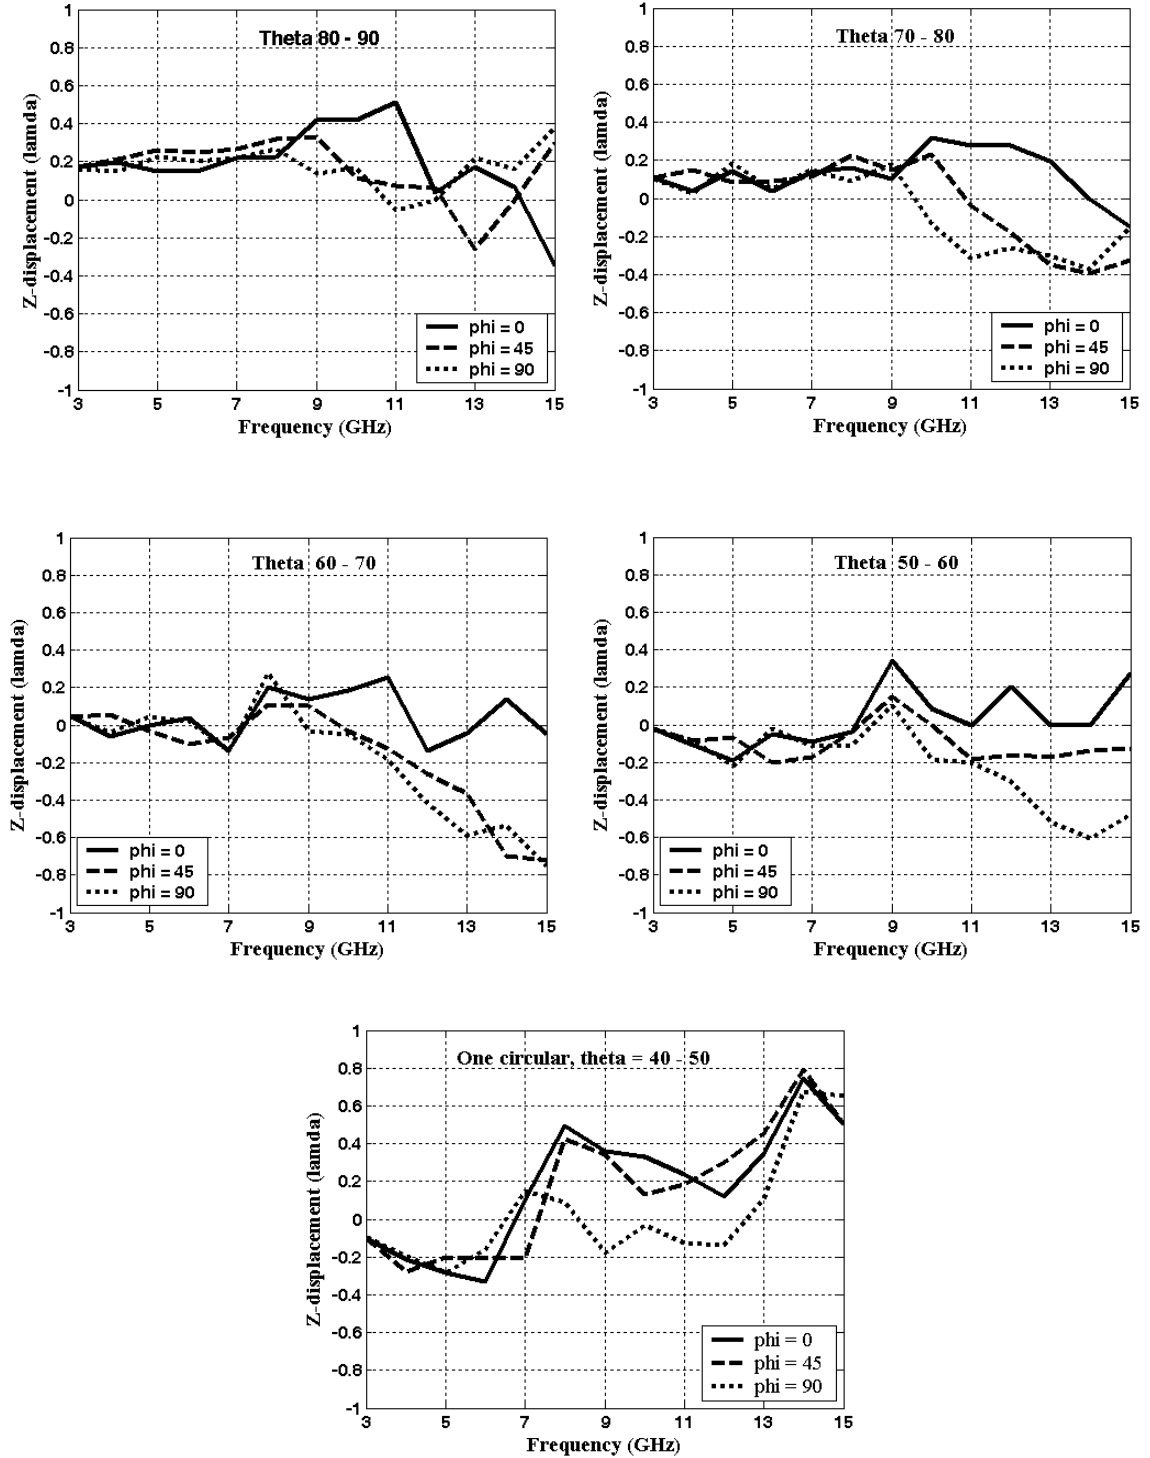 Theta 80 - 90
Z-displacement (lamda)
1
0.8
0.6
0.4
0.2
0
-0.2
-0.4
-0.6
-0.8
-1
phi = 0
phi = 45
phi = 90
3 5 7 9 11 13 15
Frequency (GHz)
Theta 70 - 80
Z-displacement (lamda)
1
0.8
0.6
0.4
0.2
0
-0.2
-0.4
-0.6
-0.8
-1
phi = 0
phi = 45
phi = 90
3 5 7 9 11 13 15
Frequency (GHz)
Theta 60 - 70
Z-displacement (lamda)
1
0.8
0.6
0.4
0.2
0
-0.2
-0.4
-0.6
-0.8
-1
phi = 0
phi = 45
phi = 90
3 5 7 9 11 13 15
Frequency (GHz)
Theta 50 - 60
Z-displacement (lamda)
1
0.8
0.6
0.4
0.2
0
-0.2
-0.4
-0.6
-0.8
-1
phi = 0
phi = 45
phi = 90
3 5 7 9 11 13 15
Frequency (GHz)
One circular, theta = 40 - 50
Z-displacement (lamda)
1
0.8
0.6
0.4
0.2
0
-0.2
-0.4
-0.6
-0.8
-1
phi = 0
phi = 45
phi = 90
3 5 7 9 11 13 15
Frequency (GHz)